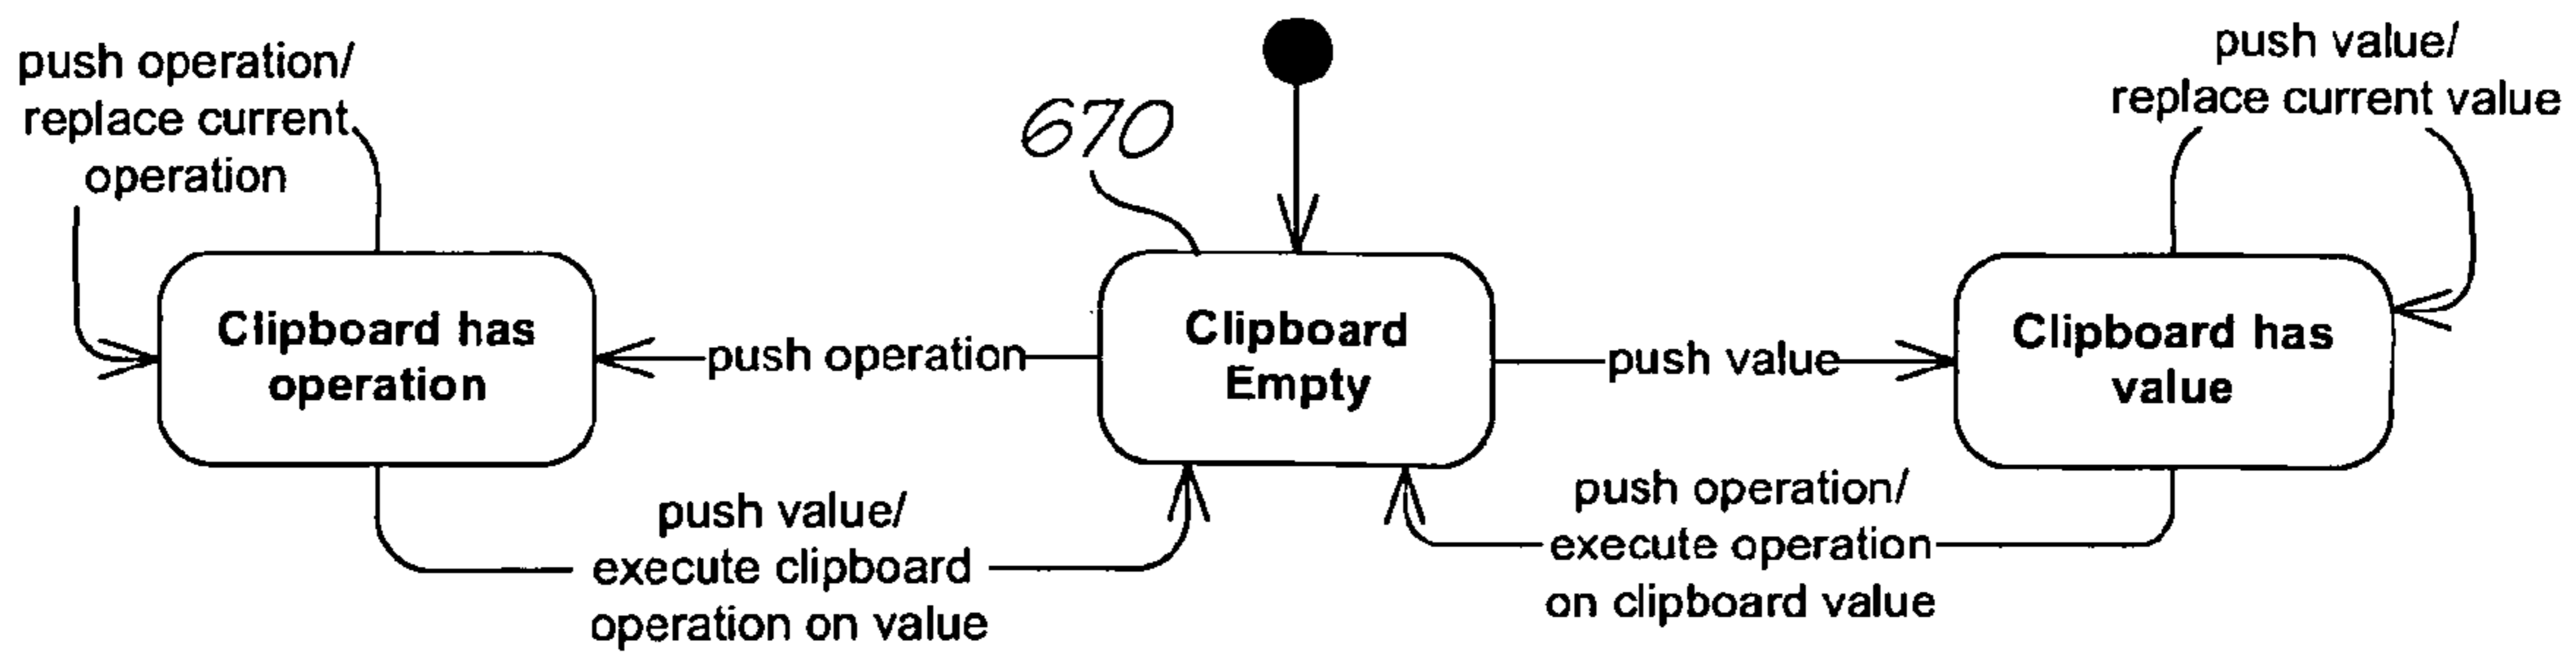 push operation/
replace current
operation
670
push value/
replace current value
Clipboard has
operation
push operation
Clipboard
Empty
push value
Clipboard has
value
push value/
execute clipboard
operation on value
push operation/
execute operation
on clipboard value